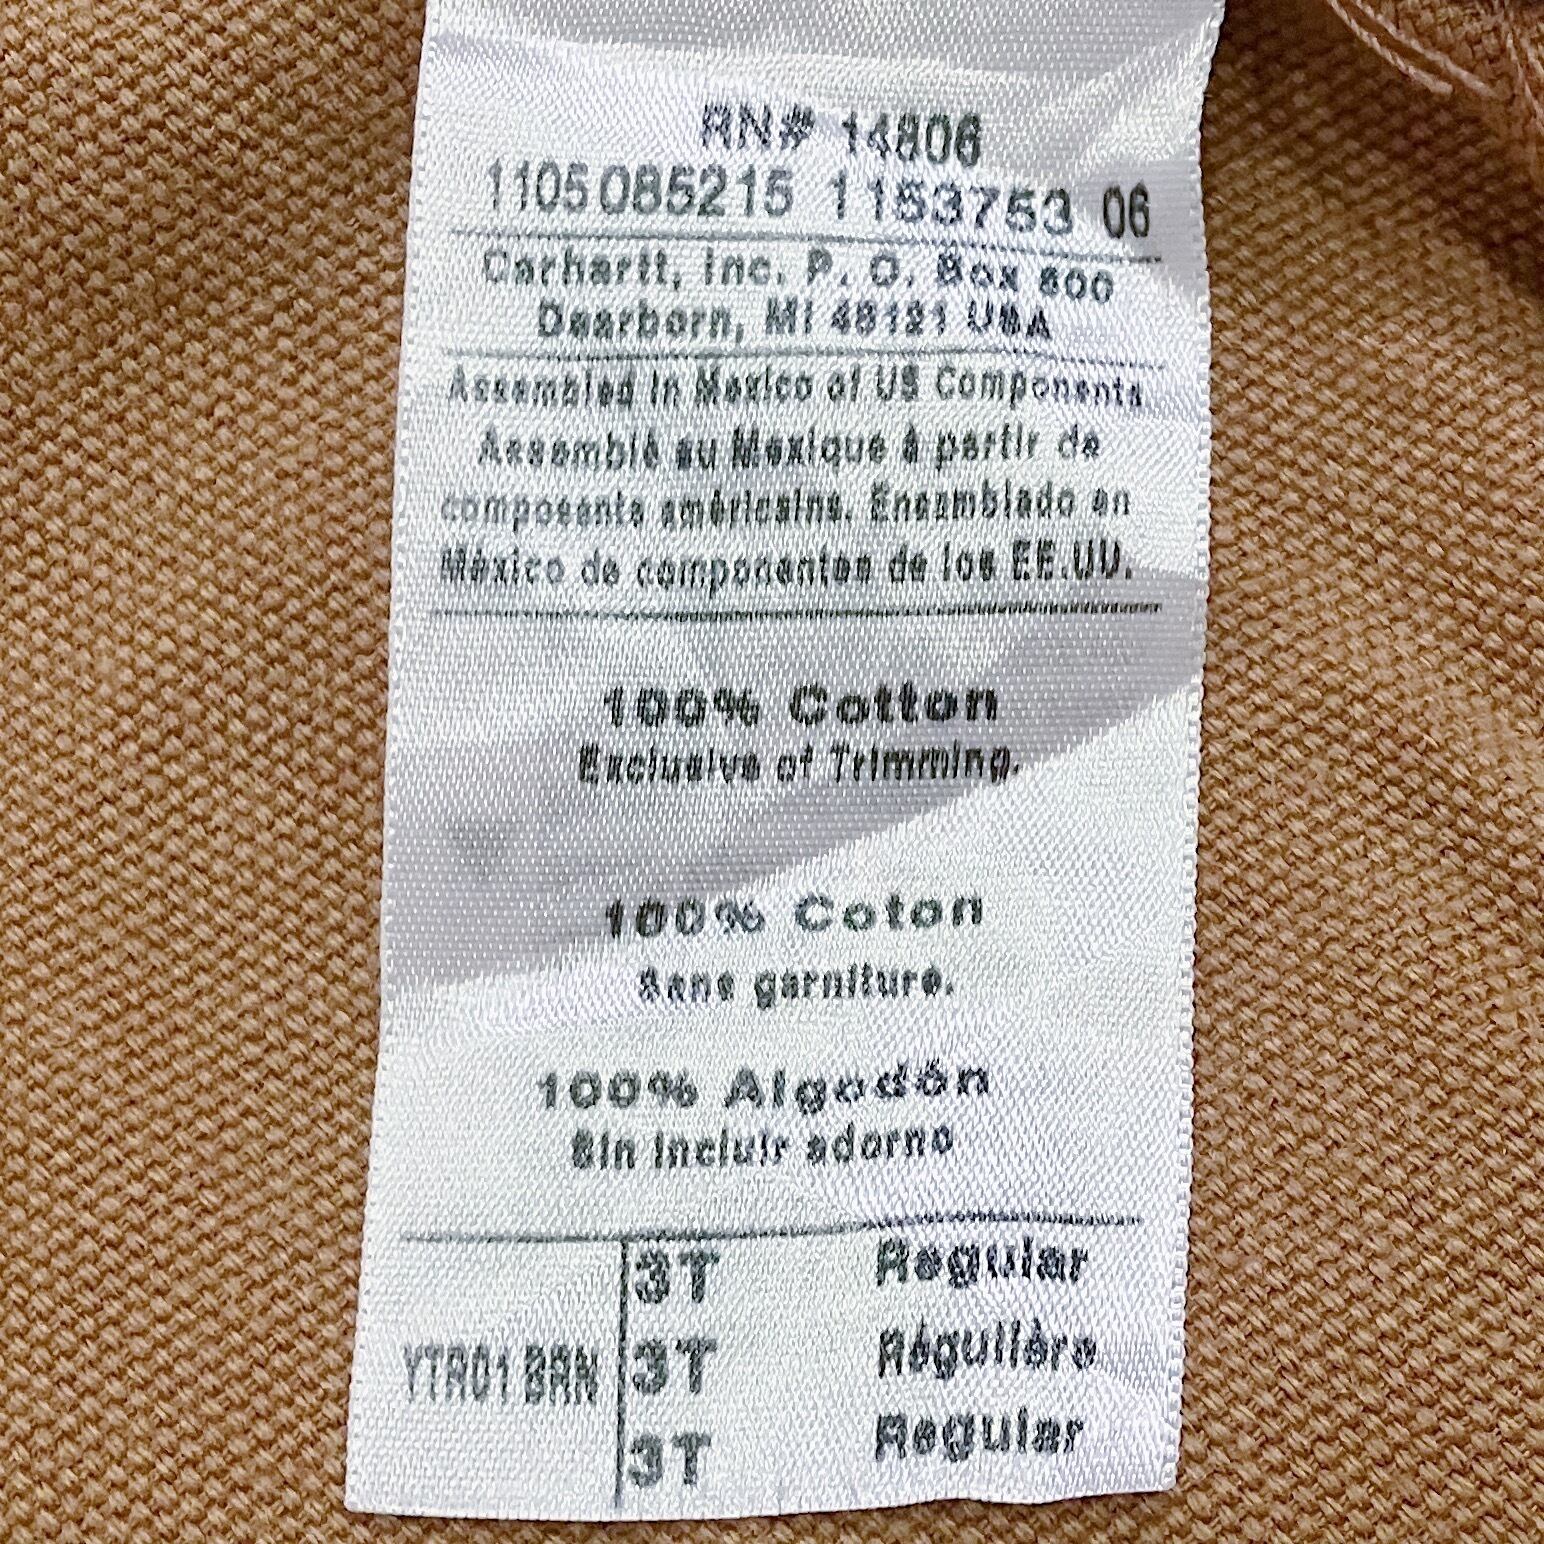 RN# 14806
1105 085215 1153753 06
Carhartt, Inc. P. O. Box 600
Dearborn, MI 48121 USA
Assembled in Mexico of US Components
Assemblé au Mexique à partir de
composants américains. Ensamblado en
México de componentes de los EE.UU.
100% Cotton
Exclusive of Trimming.
100% Coton
Sans garniture.
100% Algodón
Sin incluir adorno
3T Regular
YTR01 BRN 3T Régulière
3T Regular